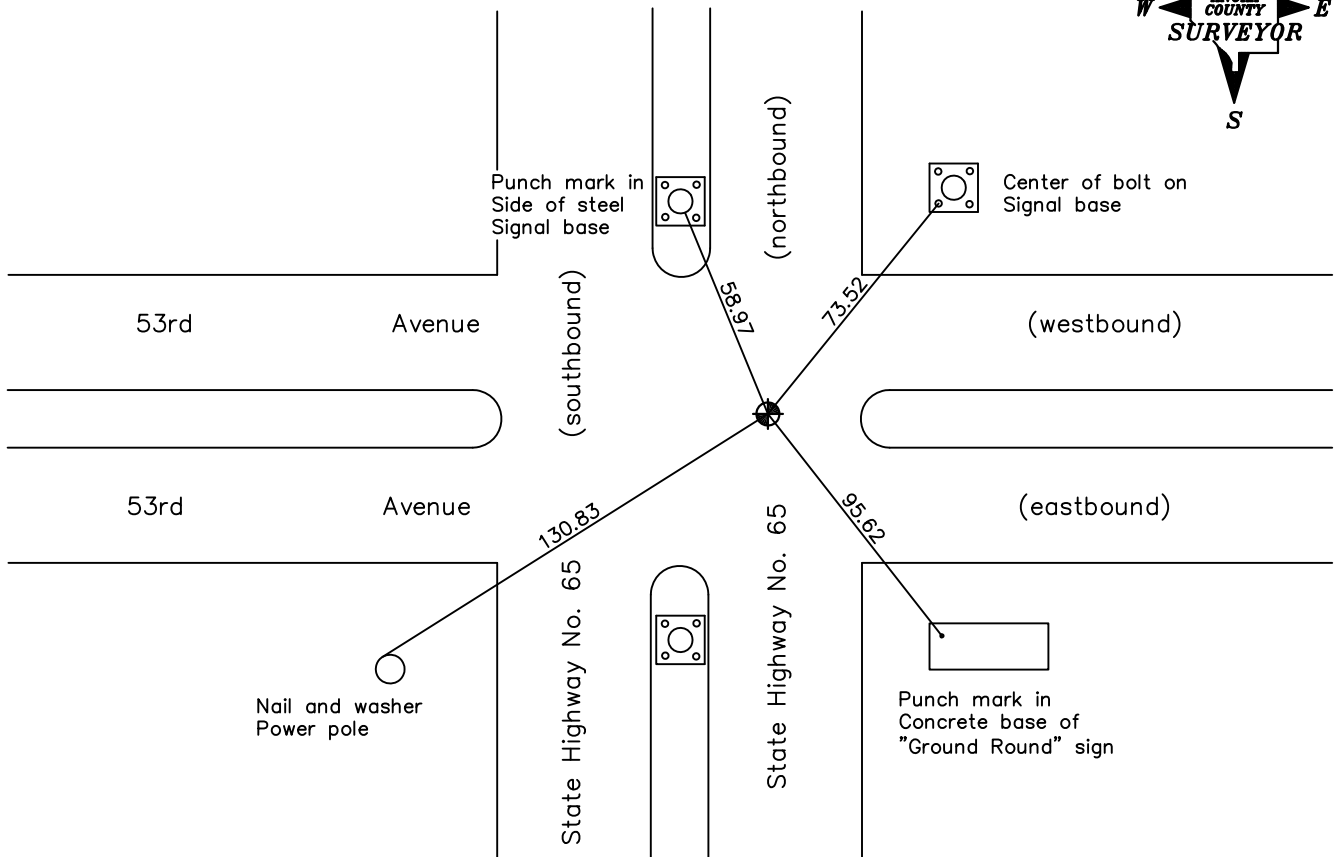 W
COUNTY
E
SURVEYOR
S
(northbound)
Punch mark in
Side of steel
Signal base
Center of bolt on
Signal base
58.97
73.52
53rd Avenue
(southbound)
(westbound)
53rd Avenue
(eastbound)
130.83
95.62
State Highway No. 65
State Highway No. 65
Nail and washer
Power pole
Punch mark in
Concrete base of
"Ground Round" sign